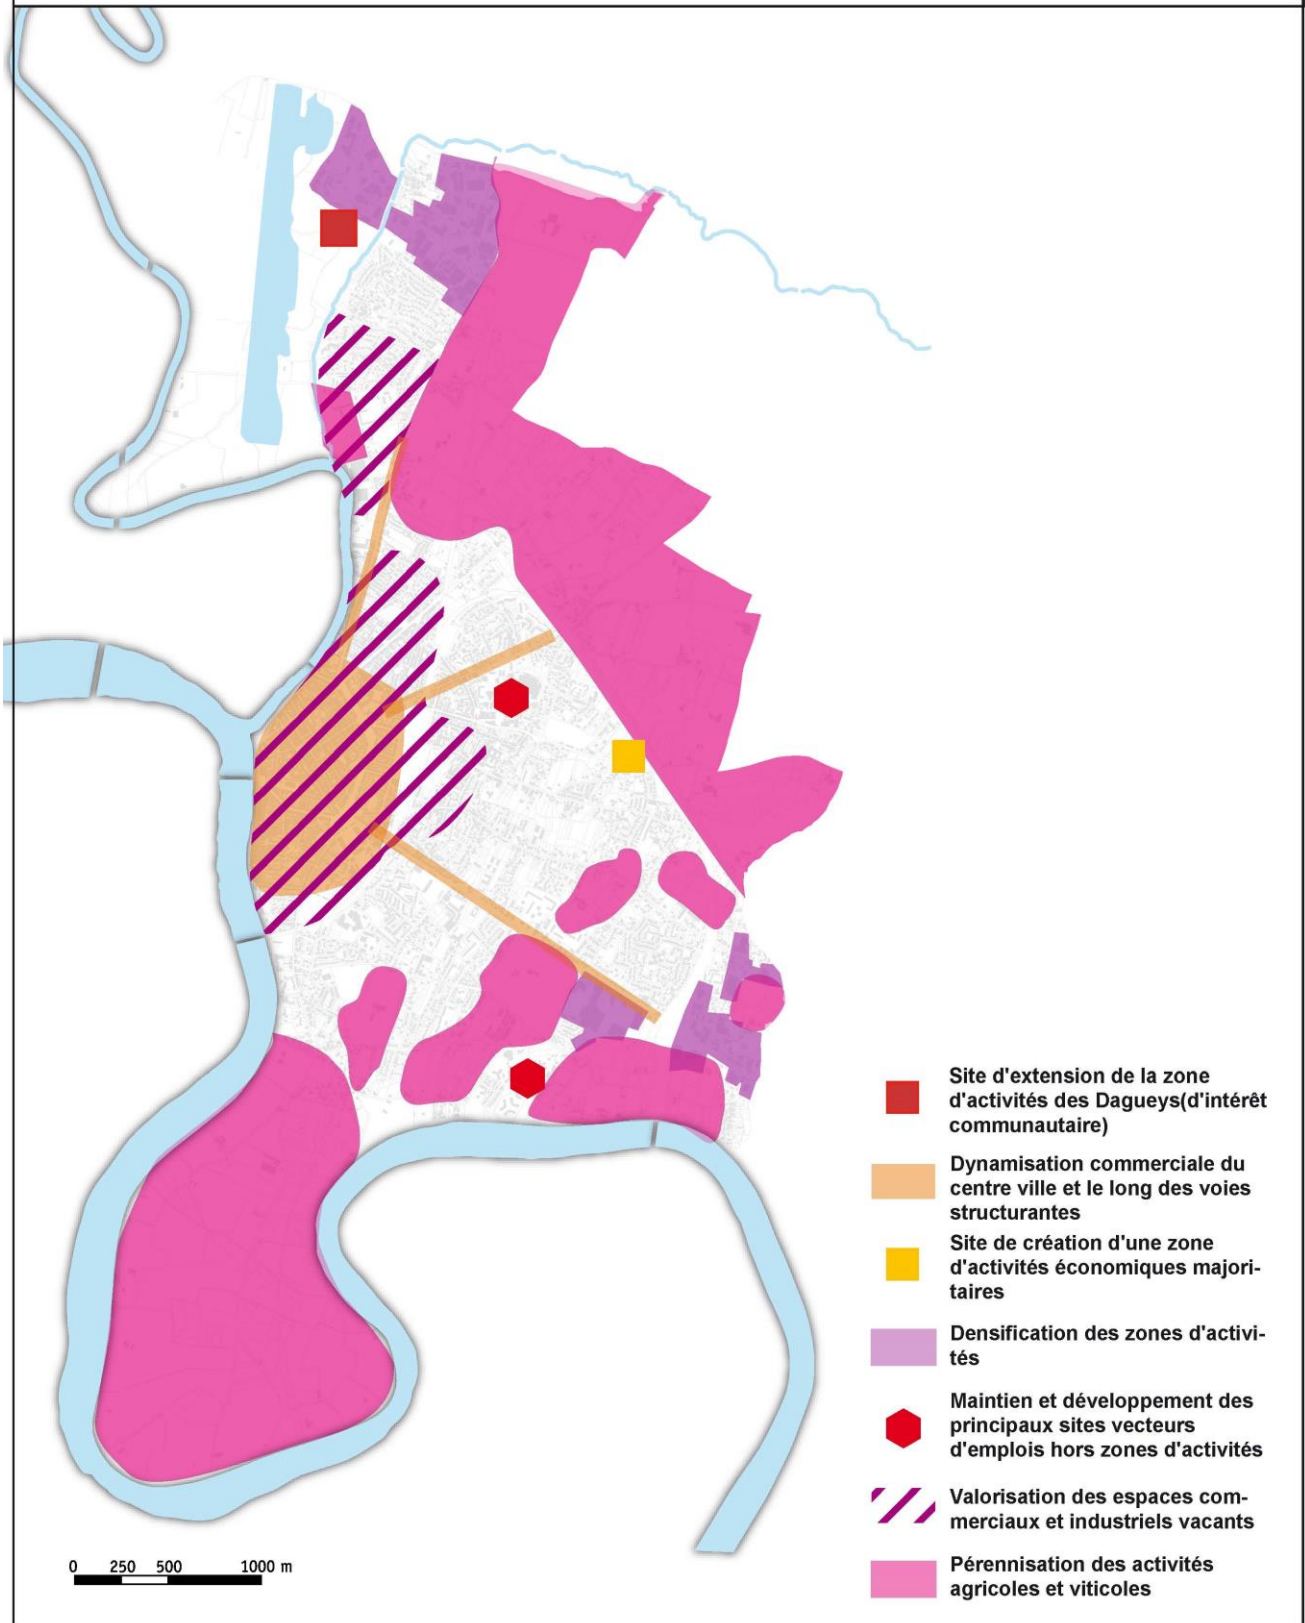 Site d'extension de la zone
d'activités des Dagueys(d'intérêt
communautaire)
Dynamisation commerciale du
centre ville et le long des voies
structurantes
Site de création d'une zone
d'activités économiques majori-
taires
Densification des zones d'activi-
tés
Maintien et développement des
principaux sites vecteurs
d'emplois hors zones d'activités
Valorisation des espaces com-
merciaux et industriels vacants
Pérennisation des activités
agricoles et viticoles
0 250 500 1000 m